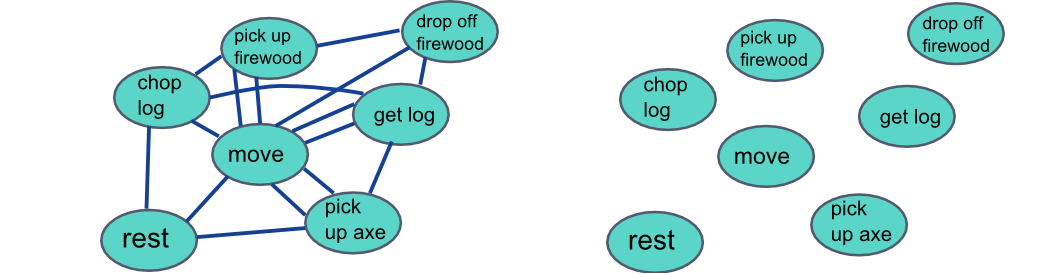 pick up
firewood
drop off
firewood
chop
log
get log
move
pick
up axe
rest
pick up
firewood
drop off
firewood
chop
log
get log
move
pick
up axe
rest